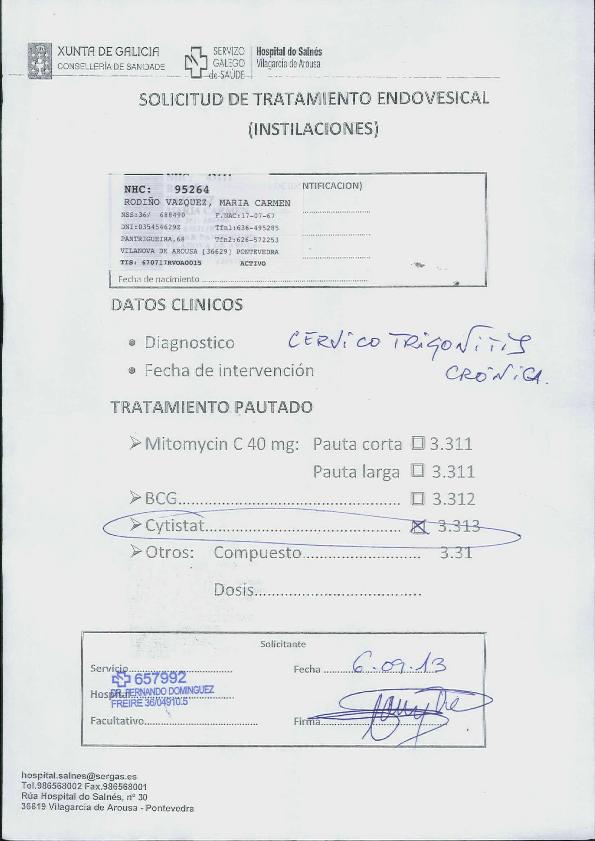 XUNTA DE GALICIA
CONSELLERÍA DE SANIDADE
SERVIZO
GALEGO
de SAÚDE
Hospital do Salnés
Vilagarcía de Arousa
SOLICITUD DE TRATAMIENTO ENDOVESICAL
(INSTILACIONES)
NTIFICACION)
NHC: 95264
RODIÑO VAZQUEZ, MARIA CARMEN
NSS:36/ 688490 F.NAC:17-07-67
DNI:035454629Z Tfn1:636-495285
PANTRIGUEIRA,68 Tfn2:626-572253
VILANOVA DE AROUSA [36629] PONTEVEDRA
TIS: 670717RVOA0015 ACTIVO
Fecha de nacimiento
DATOS CLINICOS
• Diagnostico CERVICO TRIGONITIS
• Fecha de intervención CRÓNICA.
TRATAMIENTO PAUTADO
➢ Mitomycin C 40 mg: Pauta corta ☐ 3.311
Pauta larga ☐ 3.311
➢ BCG ☐ 3.312
➢ Cytistat ☒ 3.313
➢ Otros: Compuesto 3.31
Dosis
Solicitante
Servicio Fecha 6-09-13
657992
Hospital
DR. FERNANDO DOMINGUEZ
FREIRE 36/04910.5
Facultativo Firma
hospital.salnes@sergas.es
Tel.986568002 Fax.986568001
Rúa Hospital do Salnés, nº 30
36619 Vilagarcía de Arousa - Pontevedra